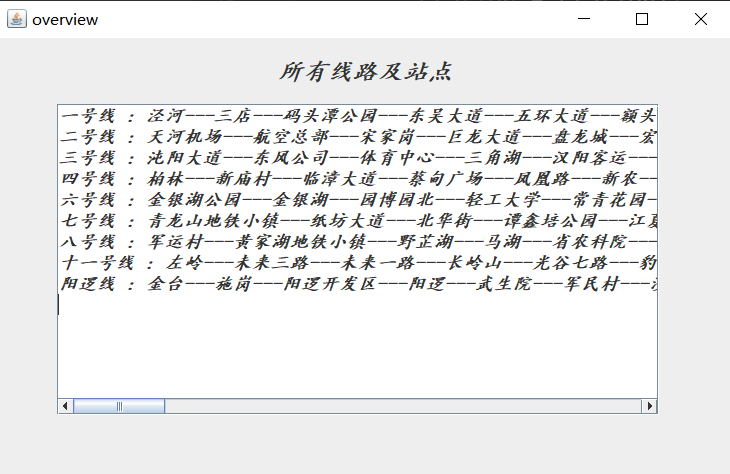 overview
所有线路及站点
一号线 : 泾河---三店---码头潭公园---东吴大道---五环大道---额头
二号线 : 天河机场---航空总部---宋家岗---巨龙大道---盘龙城---宏
三号线 : 沌阳大道---东风公司---体育中心---三角湖---汉阳客运---
四号线 : 柏林---新庙村---临漳大道---蔡甸广场---凤凰路---新农--
六号线 : 金银湖公园---金银湖---园博园北---轻工大学---常青花园-
七号线 : 青龙山地铁小镇---纸坊大道---北华街---谭鑫培公园---江夏
八号线 : 军运村---黄家湖地铁小镇---野芷湖---马湖---省农科院---
十一号线 : 左岭---未来三路---未来一路---长岭山---光谷七路---豹
阳逻线 : 金台---施岗---阳逻开发区---阳逻---武生院---军民村---